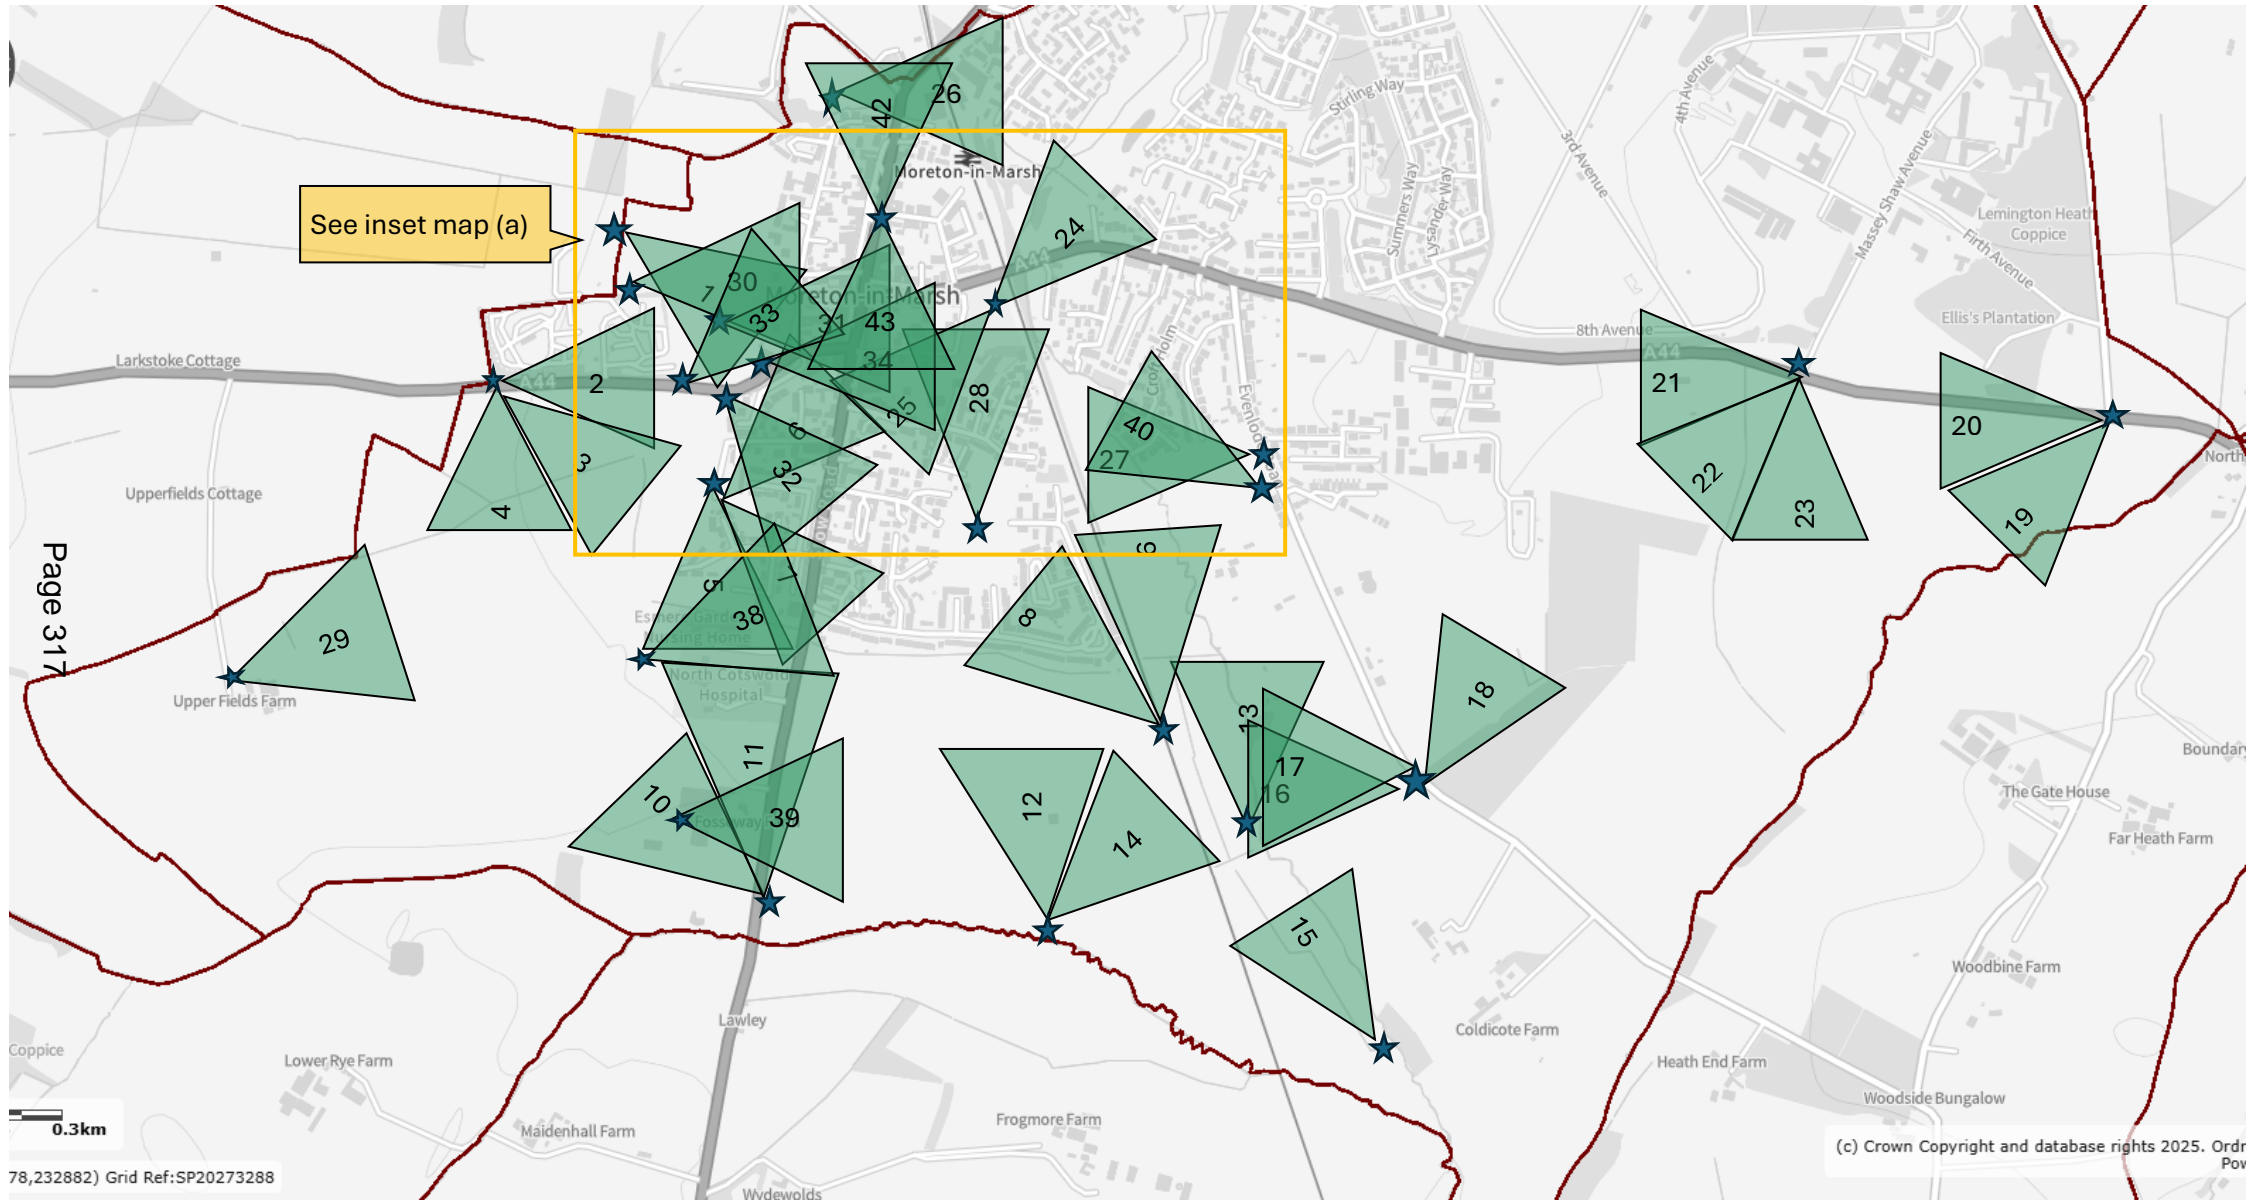 26
42
Stirling Way
4th Avenue
3rd Avenue
Moreton-in-Marsh
Summers Way
Lysander Way
Massey Shaw Avenue
Lemington Heath
Coppice
Firth Avenue
See inset map (a)
24
A44
30
1
Moreton-in-Marsh
33
31
43
34
8th Avenue
Ellis's Plantation
Larkstoke Cottage
A44
2
A44
21
28
25
40
27
20
6
32
3
4
22
23
19
North
Upperfields Cottage
Page 317
9
5
7
38
8
29
Upper Fields Farm
North Cotswold
Hospital
18
13
17
16
11
10
39
12
14
15
Boundary
The Gate House
Far Heath Farm
Woodbine Farm
Coppice
Lower Rye Farm
Lawley
Coldicote Farm
Heath End Farm
Woodside Bungalow
Maidenhall Farm
Frogmore Farm
Wydewolds
0.3km
78,232882) Grid Ref:SP20273288
(c) Crown Copyright and database rights 2025. Ordr
Pow